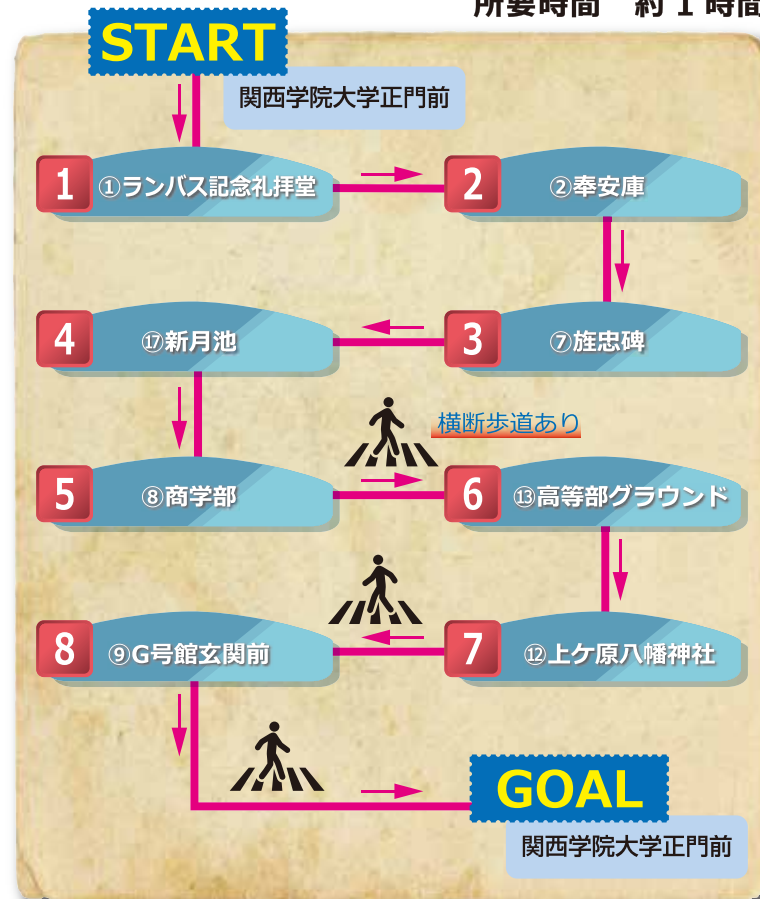 所要時間 約1時間
START
関西学院大学正門前
1 ①ランバス記念礼拝堂
2 ②奉安庫
3 ⑦旌忠碑
4 ⑰新月池
横断歩道あり
5 ⑧商学部
6 ⑬高等部グラウンド
7 ⑫上ケ原八幡神社
8 ⑨G号館玄関前
GOAL
関西学院大学正門前